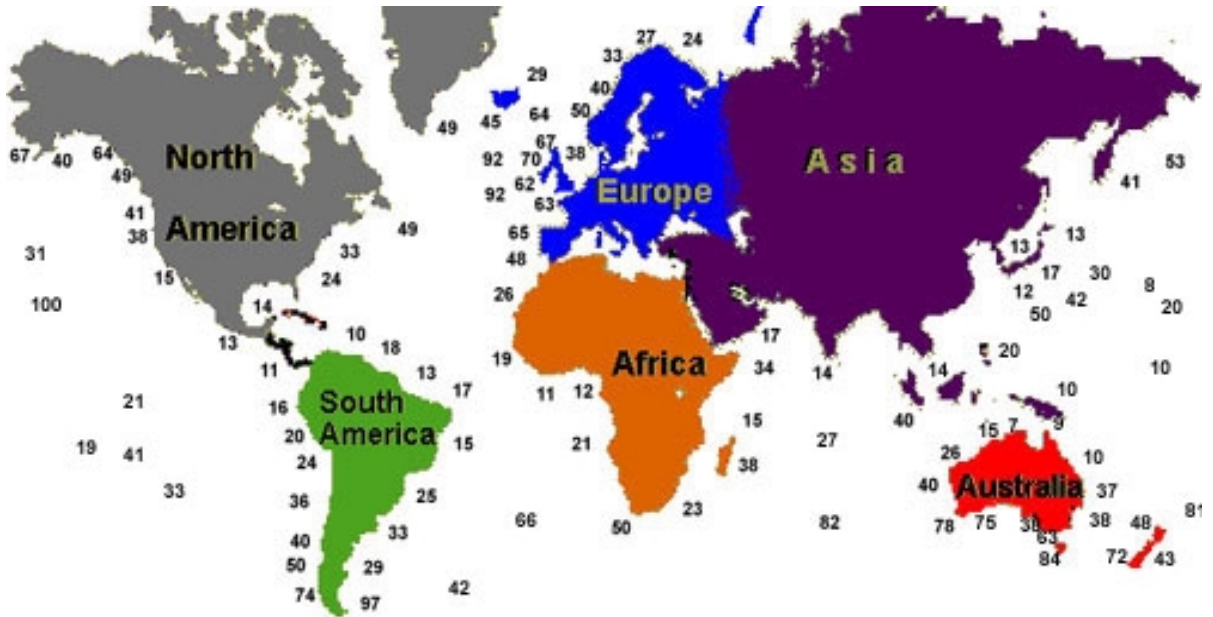 27 24
33
29
40
45 64 50
49
67
67 40 64 North 92 70 38 Asia 53
49 62 Europe 41
92
41 63
38 America 49 65 13 13
31 33 48 17 30
15 24 26 12 42 8
100 14 50 20
13 10 17
11 18 19 Africa 34 14 14 20 10
13 11 12 10
21 16 South 17 40
America 15 7 9
19 41 20 15 21 27 15
24 38 26 10
33 36 25 40 Australia 37
23
33 66 50 82 78 75 38 38 48 81
40 63
50 29 84 72 43
74 97 42